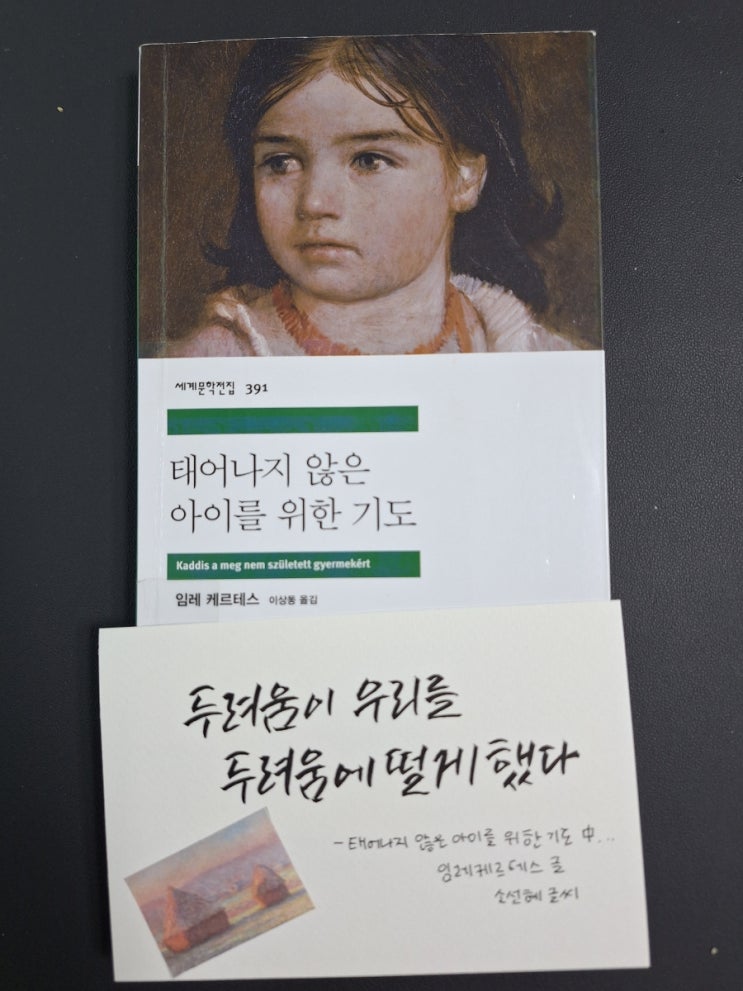 세계문학전집 391
태어나지 않은
아이를 위한 기도
Kaddis a meg nem született gyermekért
임레 케르테스 이상동 옮김
두려움이 우리를
두려움에 떨게 했다
- 태어나지 않은 아이를 위한 기도 中...
임레케르테스 글
소선혜 글씨